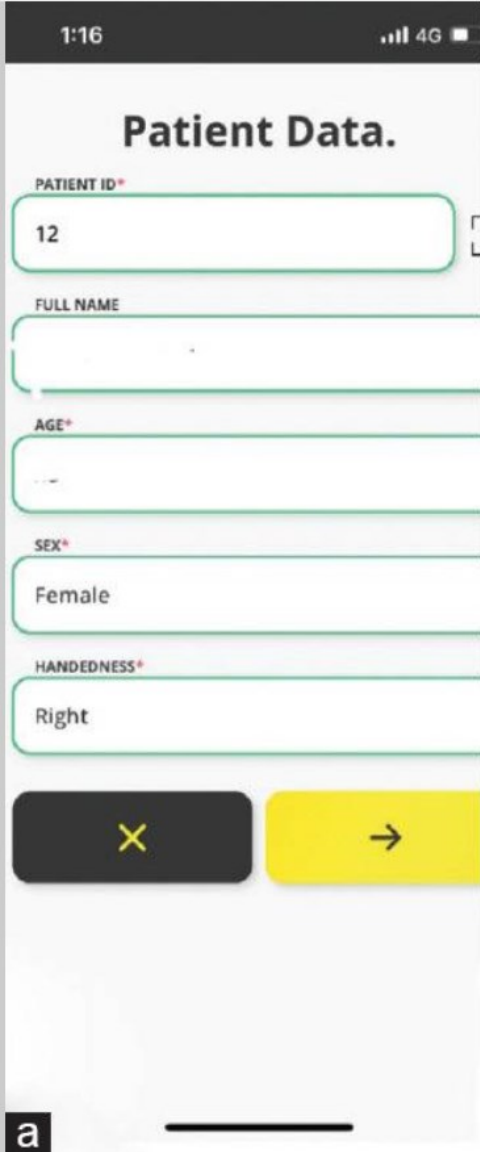 1:16 4G
Patient Data.
PATIENT ID*
12
FULL NAME
AGE*
SEX*
Female
HANDEDNESS*
Right
a